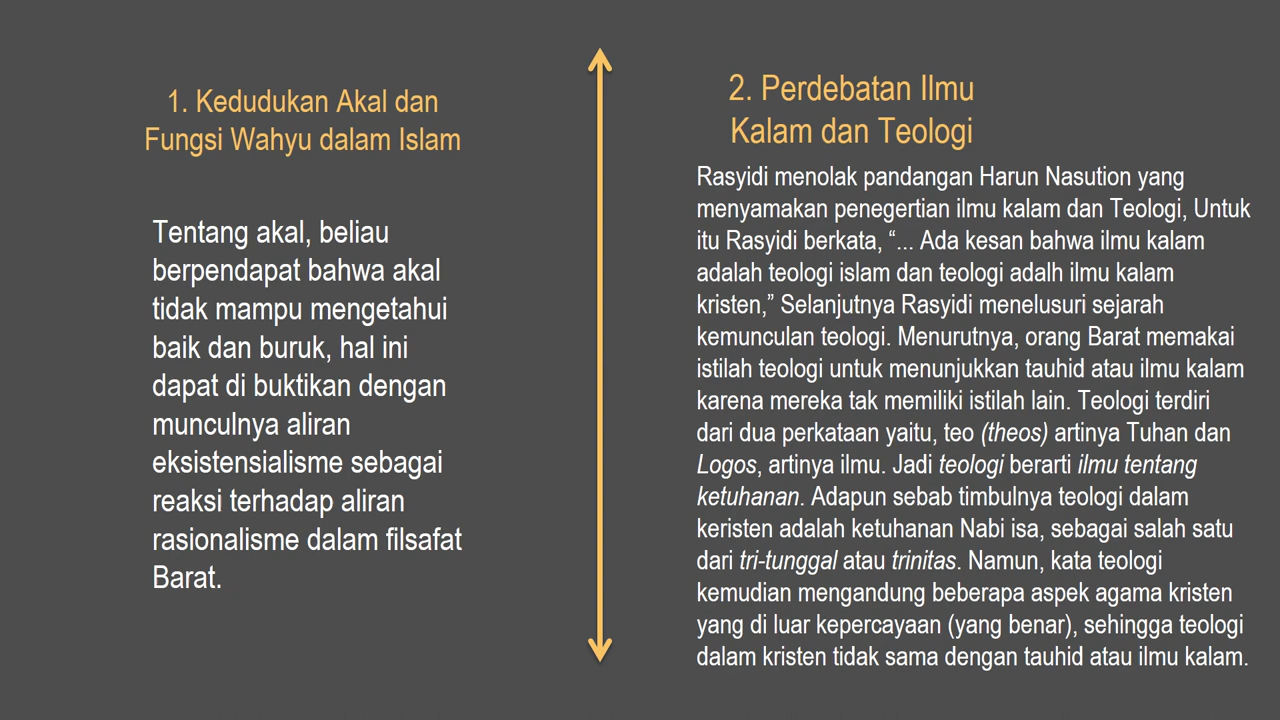 1. Kedudukan Akal dan
Fungsi Wahyu dalam Islam
Tentang akal, beliau
berpendapat bahwa akal
tidak mampu mengetahui
baik dan buruk, hal ini
dapat di buktikan dengan
munculnya aliran
eksistensialisme sebagai
reaksi terhadap aliran
rasionalisme dalam filsafat
Barat.
2. Perdebatan Ilmu
Kalam dan Teologi
Rasyidi menolak pandangan Harun Nasution yang
menyamakan penegertian ilmu kalam dan Teologi, Untuk
itu Rasyidi berkata, “... Ada kesan bahwa ilmu kalam
adalah teologi islam dan teologi adalh ilmu kalam
kristen,” Selanjutnya Rasyidi menelusuri sejarah
kemunculan teologi. Menurutnya, orang Barat memakai
istilah teologi untuk menunjukkan tauhid atau ilmu kalam
karena mereka tak memiliki istilah lain. Teologi terdiri
dari dua perkataan yaitu, teo (theos) artinya Tuhan dan
Logos, artinya ilmu. Jadi teologi berarti ilmu tentang
ketuhanan. Adapun sebab timbulnya teologi dalam
keristen adalah ketuhanan Nabi isa, sebagai salah satu
dari tri-tunggal atau trinitas. Namun, kata teologi
kemudian mengandung beberapa aspek agama kristen
yang di luar kepercayaan (yang benar), sehingga teologi
dalam kristen tidak sama dengan tauhid atau ilmu kalam.